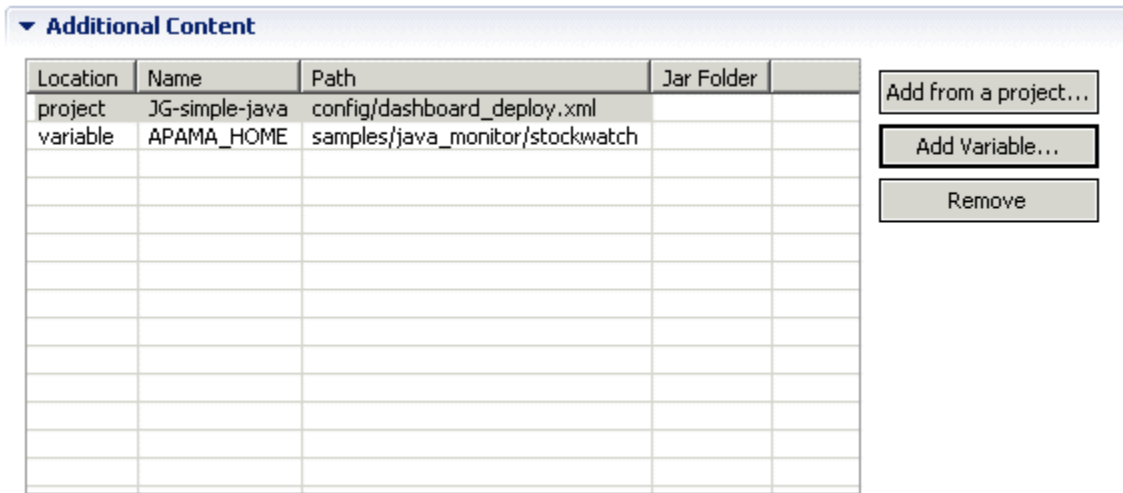 Additional Content
Location Name Path Jar Folder
project JG-simple-java config/dashboard_deploy.xml
variable APAMA_HOME samples/java_monitor/stockwatch
Add from a project...
Add Variable...
Remove